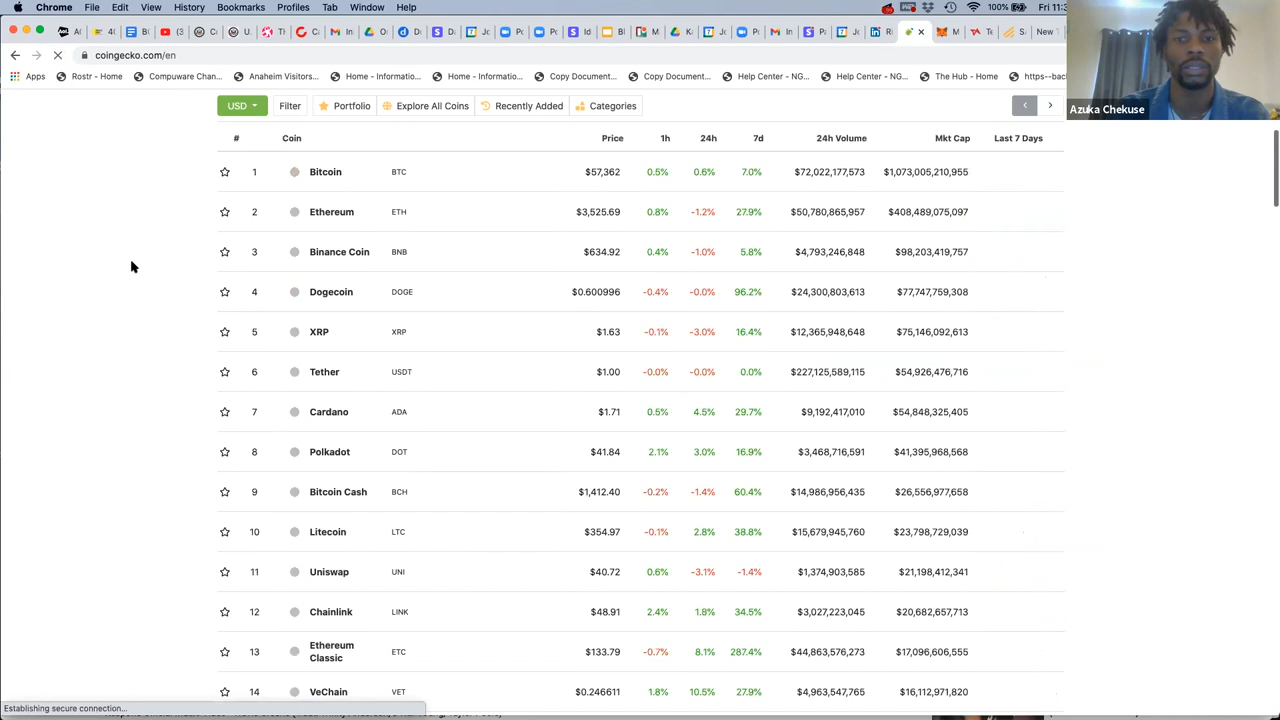 Chrome File Edit View History Bookmarks Profiles Tab Window Help 100% Fri 11:3
coingecko.com/en
Apps Rostr - Home Compuware Chan... Anaheim Visitors... Home - Informatio... Home - Informatio... Copy Document... Copy Document... Help Center - NG... Help Center - NG... The Hub - Home https--bac
Azuka Chekuse
USD Filter Portfolio Explore All Coins Recently Added Categories
# Coin Price 1h 24h 7d 24h Volume Mkt Cap Last 7 Days
1 Bitcoin BTC $57,362 0.5% 0.6% 7.0% $72,022,177,573 $1,073,005,210,955
2 Ethereum ETH $3,525.69 0.8% -1.2% 27.9% $50,780,865,957 $408,489,075,097
3 Binance Coin BNB $634.92 0.4% -1.0% 5.8% $4,793,246,848 $98,203,419,757
4 Dogecoin DOGE $0.600996 -0.4% -0.0% 96.2% $24,300,803,613 $77,747,759,308
5 XRP XRP $1.63 -0.1% -3.0% 16.4% $12,365,948,648 $75,146,092,613
6 Tether USDT $1.00 -0.0% -0.0% 0.0% $227,125,589,115 $54,926,476,716
7 Cardano ADA $1.71 0.5% 4.5% 29.7% $9,192,417,010 $54,848,325,405
8 Polkadot DOT $41.84 2.1% 3.0% 16.9% $3,468,716,591 $41,395,968,568
9 Bitcoin Cash BCH $1,412.40 -0.2% -1.4% 60.4% $14,986,956,435 $26,556,977,658
10 Litecoin LTC $354.97 -0.1% 2.8% 38.8% $15,679,945,760 $23,798,729,039
11 Uniswap UNI $40.72 0.6% -3.1% -1.4% $1,374,903,585 $21,198,412,341
12 Chainlink LINK $48.91 2.4% 1.8% 34.5% $3,027,223,045 $20,682,657,713
13 Ethereum Classic ETC $133.79 -0.7% 8.1% 287.4% $44,863,576,273 $17,096,606,555
14 VeChain VET $0.246611 1.8% 10.5% 27.9% $4,963,547,765 $16,112,971,820
Establishing secure connection...